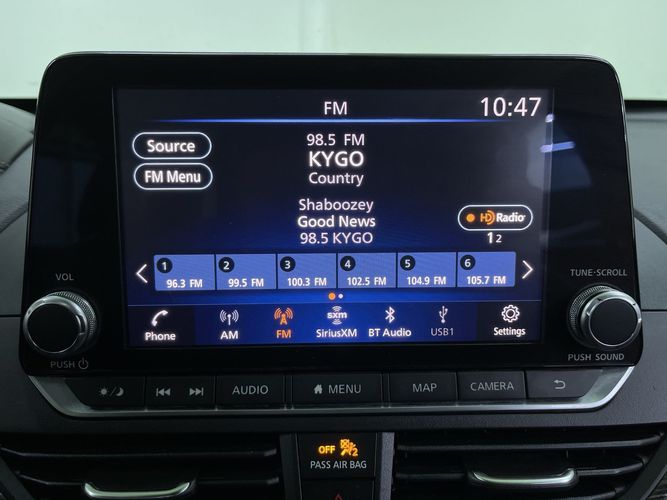 FM
10:47
98.5 FM
KYGO
Country
Source
FM Menu
Shaboozey
Good News
98.5 KYGO
HD Radio
1 2
1 2 3 4 5 6
96.3 FM 99.5 FM 100.3 FM 102.5 FM 104.9 FM 105.7 FM
Phone AM FM sxm SiriusXM BT Audio USB1 Settings
VOL
PUSH
TUNE·SCROLL
PUSH SOUND
AUDIO MENU MAP CAMERA
OFF 2
PASS AIR BAG